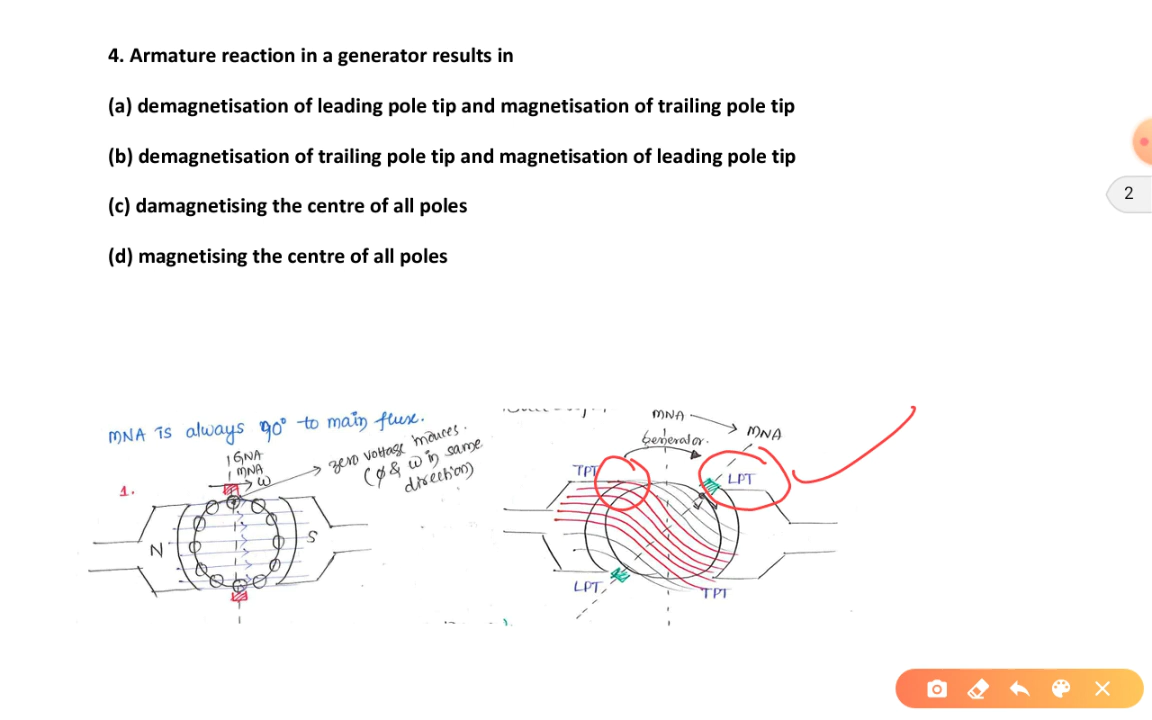 4. Armature reaction in a generator results in
(a) demagnetisation of leading pole tip and magnetisation of trailing pole tip
(b) demagnetisation of trailing pole tip and magnetisation of leading pole tip
(c) damagnetising the centre of all poles
(d) magnetising the centre of all poles
2
MNA is always 90° to main flux.
GNA
MNA
ω
zero voltage induces.
(φ & ω in same
direction)
1.
N
S
MNA
MNA
Generator.
TPT
LPT
LPT
TPT